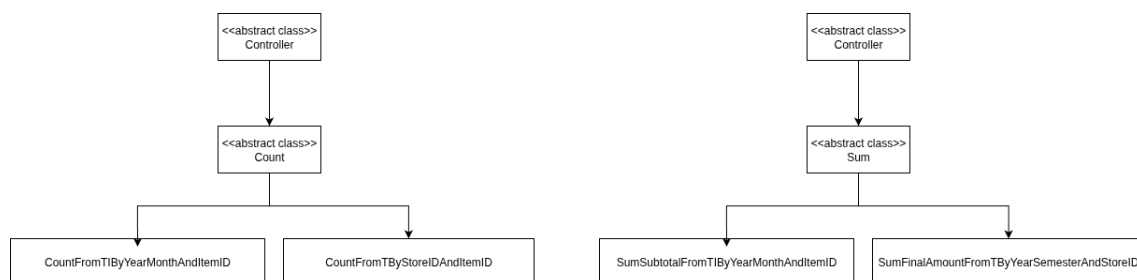 <<abstract class>>
Controller
<<abstract class>>
Count
CountFromTIByYearMonthAndItemID
CountFromTByStoreIDAndItemID
<<abstract class>>
Controller
<<abstract class>>
Sum
SumSubtotalFromTIByYearMonthAndItemID
SumFinalAmountFromTByYearSemesterAndStoreID